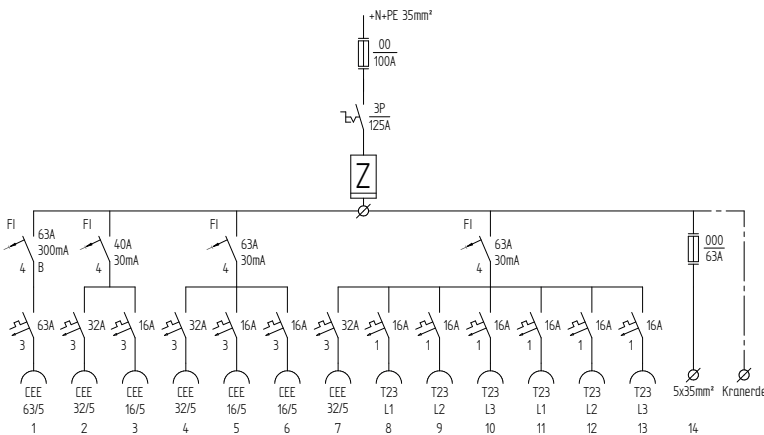 +N+PE 35mm²
00
100A
3P
125A
Z
FI
63A
300mA
4
B
FI
40A
30mA
4
FI
63A
30mA
4
FI
63A
30mA
4
000
63A
63A
3
32A
3
16A
3
32A
3
16A
3
16A
3
32A
3
16A
1
16A
1
16A
1
16A
1
16A
1
16A
1
CEE CEE CEE CEE CEE CEE CEE T23 T23 T23 T23 T23 T23 5x35mm² Kranerde
63/5 32/5 16/5 32/5 16/5 16/5 32/5 L1 L2 L3 L1 L2 L3
1 2 3 4 5 6 7 8 9 10 11 12 13 14